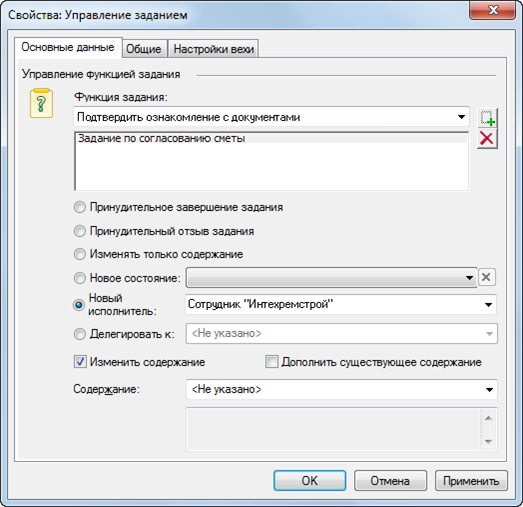 Свойства: Управление заданием
Основные данные Общие Настройки вехи
Управление функцией задания
Функция задания:
Подтвердить ознакомление с документами
Задание по согласованию сметы
Принудительное завершение задания
Принудительный отзыв задания
Изменять только содержание
Новое состояние:
Новый
исполнитель: Сотрудник "Интехремстрой"
Делегировать к: <Не указано>
Изменить содержание Дополнить существующее содержание
Содержание: <Не указано>
OK Отмена Применить